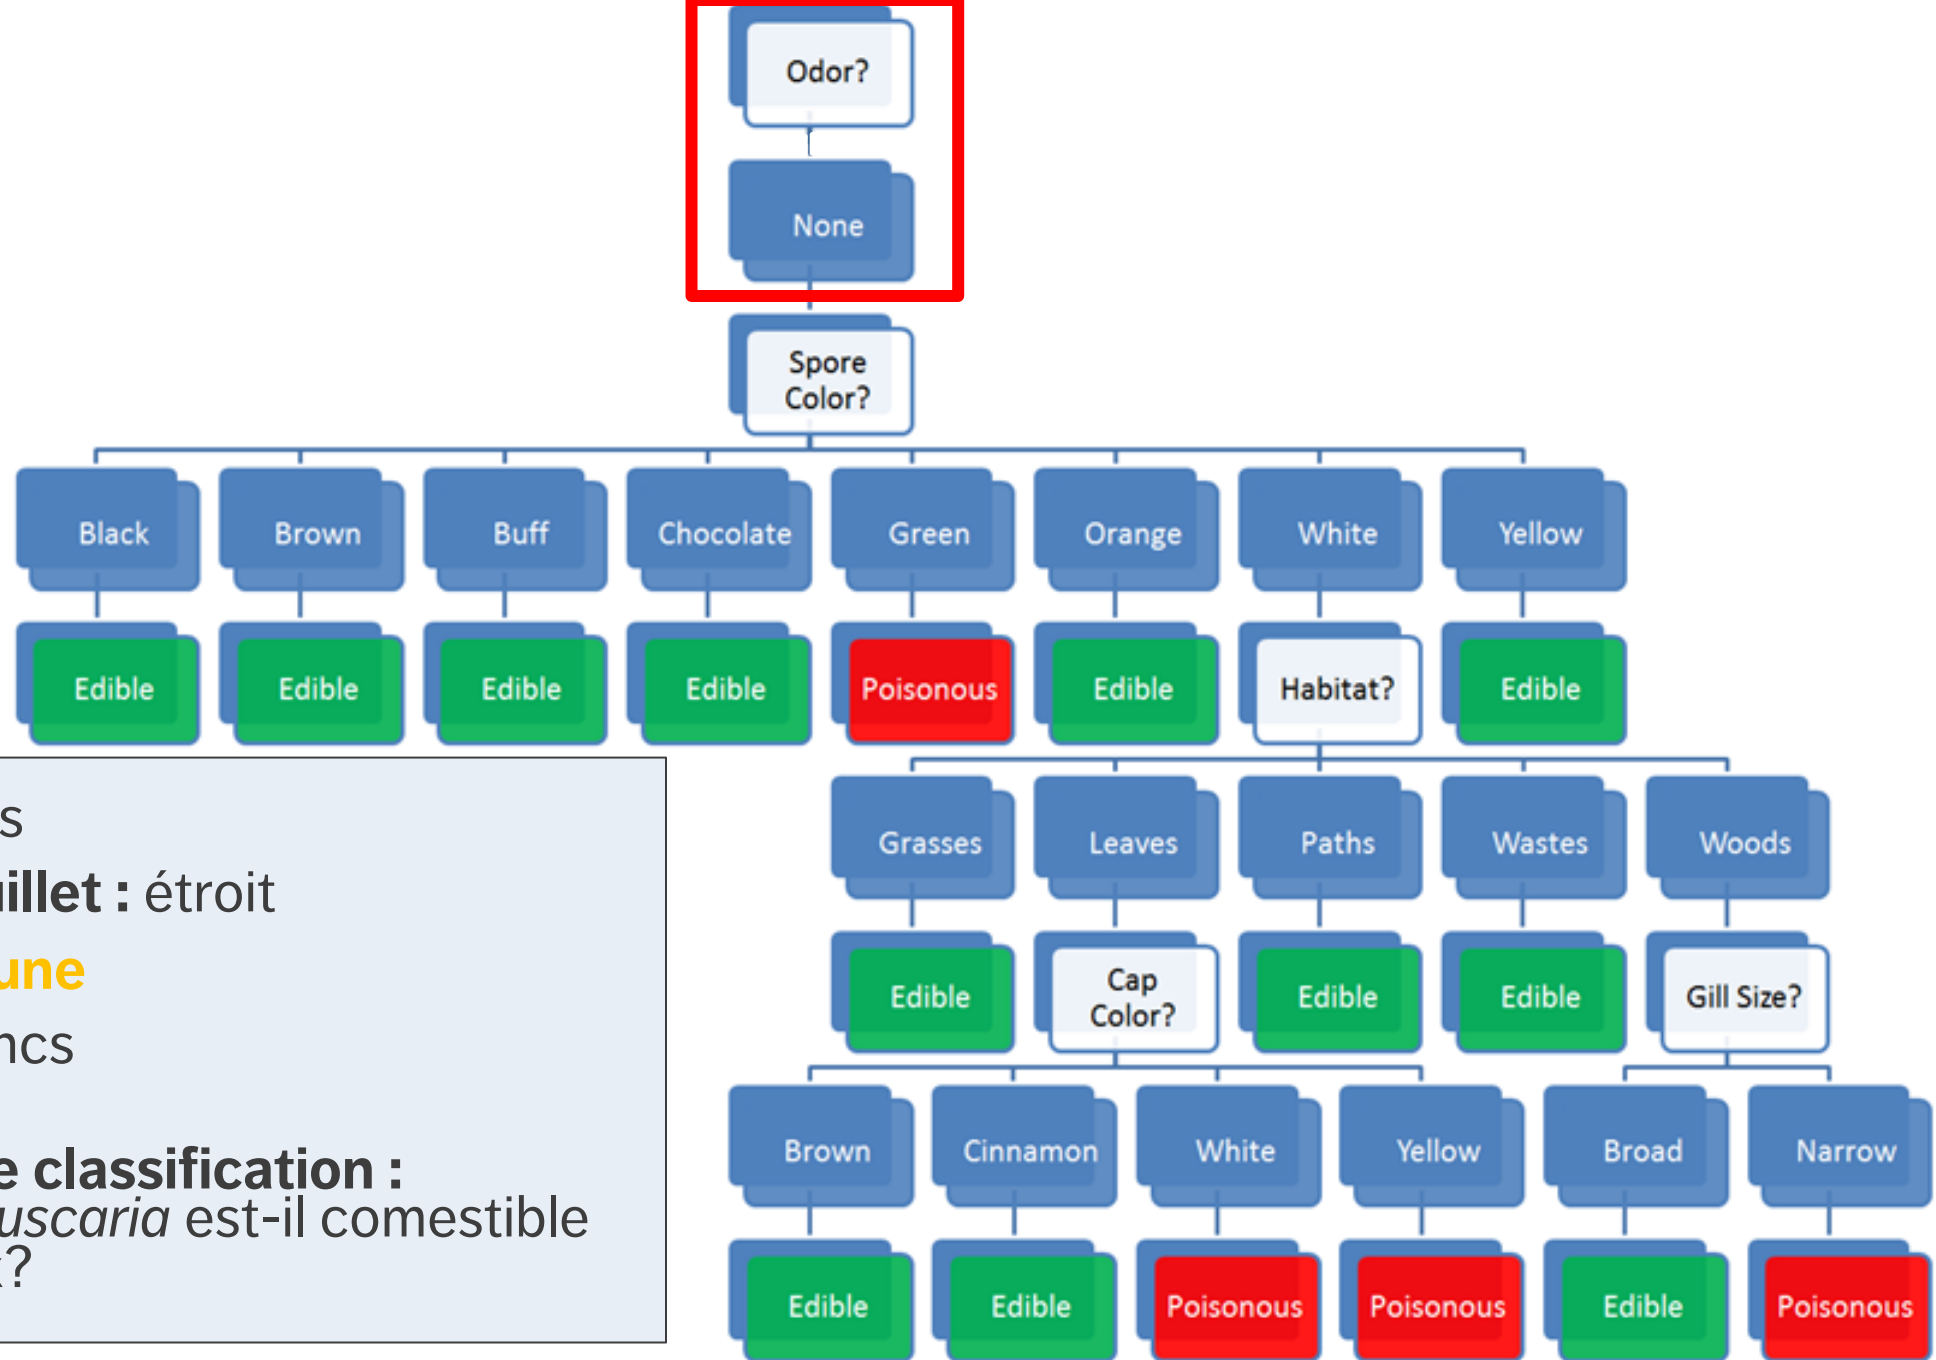 Odor?
None
Spore
Color?
Black Brown Buff Chocolate Green Orange White Yellow
Edible Edible Edible Edible Poisonous Edible Habitat? Edible
Grasses Leaves Paths Wastes Woods
Edible Cap Color? Edible Edible Gill Size?
Brown Cinnamon White Yellow Broad Narrow
Edible Edible Poisonous Poisonous Edible Poisonous
s
illet : étroit
une
ncs
e classification :
uscaria est-il comestible
?